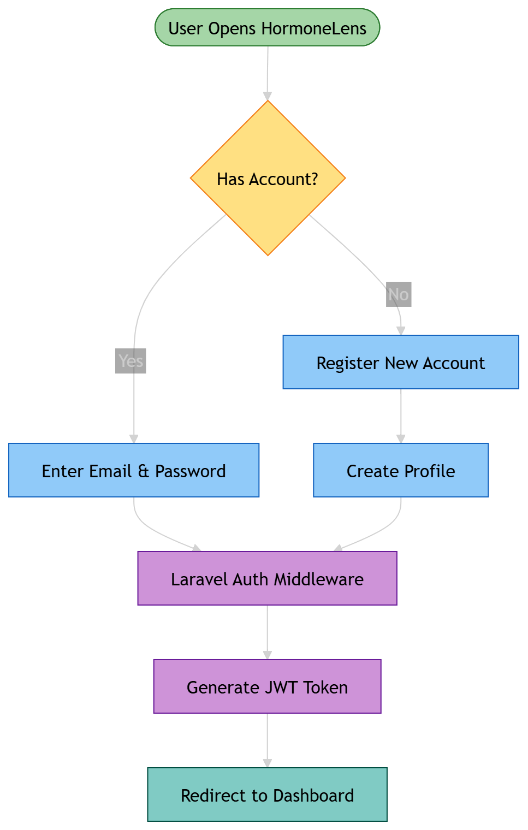 User Opens HormoneLens
Has Account?
No
Yes
Register New Account
Enter Email & Password
Create Profile
Laravel Auth Middleware
Generate JWT Token
Redirect to Dashboard